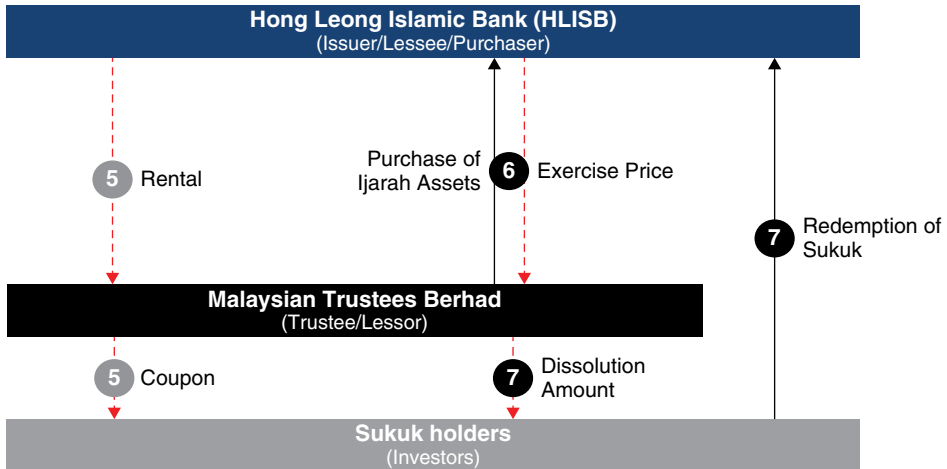 Hong Leong Islamic Bank (HLISB)
(Issuer/Lessee/Purchaser)
5 Rental
Purchase of
Ijarah Assets
6 Exercise Price
7 Redemption of
Sukuk
Malaysian Trustees Berhad
(Trustee/Lessor)
5 Coupon
7 Dissolution
Amount
Sukuk holders
(Investors)